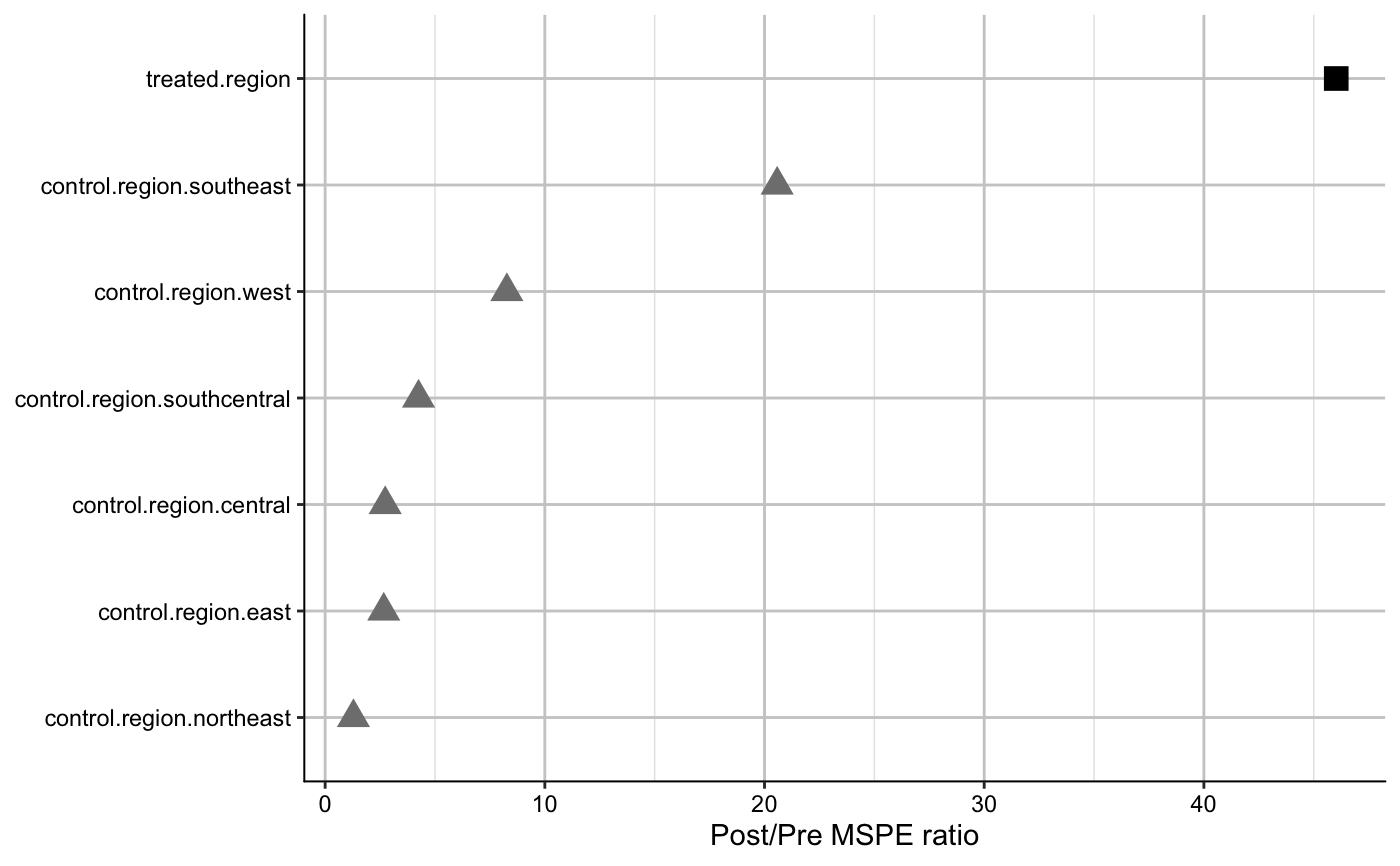 treated.region
control.region.southeast
control.region.west
control.region.southcentral
control.region.central
control.region.east
control.region.northeast
0 10 20 30 40
Post/Pre MSPE ratio